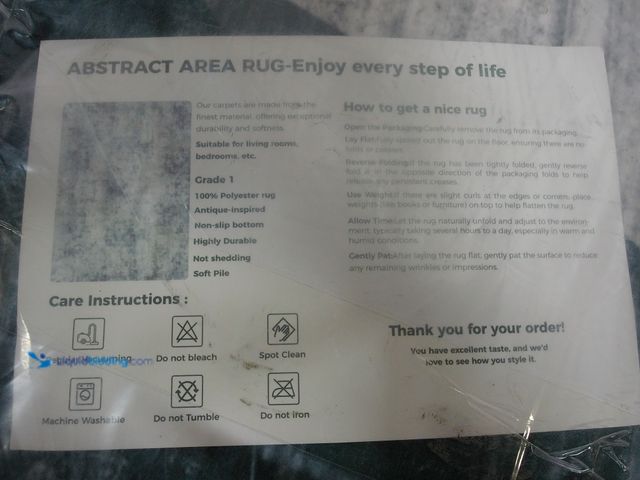 ABSTRACT AREA RUG-Enjoy every step of life
Our carpets are made from the
finest material, offering exceptional
durability and softness.
Suitable for living rooms,
bedrooms, etc.
Grade 1
100% Polyester rug
Antique-inspired
Non-slip bottom
Highly Durable
Not shedding
Soft Pile
How to get a nice rug
Open the Packaging:Carefully remove the rug from its packaging.
Lay Flat:Fully spread out the rug on the floor, ensuring there are no
folds or creases.
Reverse Folding:If the rug has been tightly folded, gently reverse
fold it in the opposite direction of the packaging folds to help
release any persistent creases.
Use Weights:If there are slight curls at the edges or corners, place
weights (like books or furniture) on top to help flatten the rug.
Allow Time:Let the rug naturally unfold and adjust to the environ-
ment, typically taking several hours to a day, especially in warm and
humid conditions.
Gently Pat:After laying the rug flat, gently pat the surface to reduce
any remaining wrinkles or impressions.
Care Instructions :
Vacuuming
Do not bleach
Spot Clean
Machine Washable
Do not Tumble
Do not iron
Thank you for your order!
You have excellent taste, and we'd
love to see how you style it.
LiquidBidding.com